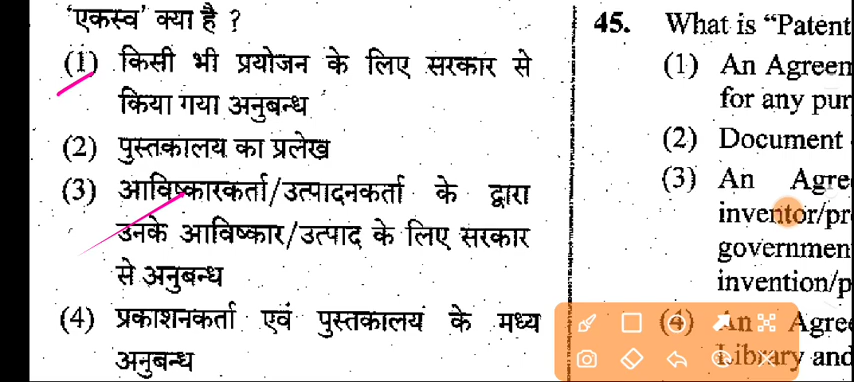 'एकस्व' क्या है ?
(1) किसी भी प्रयोजन के लिए सरकार से
किया गया अनुबन्ध
(2) पुस्तकालय का प्रलेख
(3) आविष्कारकर्ता/उत्पादनकर्ता के द्वारा
उनके आविष्कार/उत्पाद के लिए सरकार
से अनुबन्ध
(4) प्रकाशनकर्ता एवं पुस्तकालय के मध्य
अनुबन्ध
45. What is “Patent
(1) An Agreem
for any pur
(2) Document
(3) An Agre
inventor/pr
governmen
invention/p
(4) An Agre
Library and